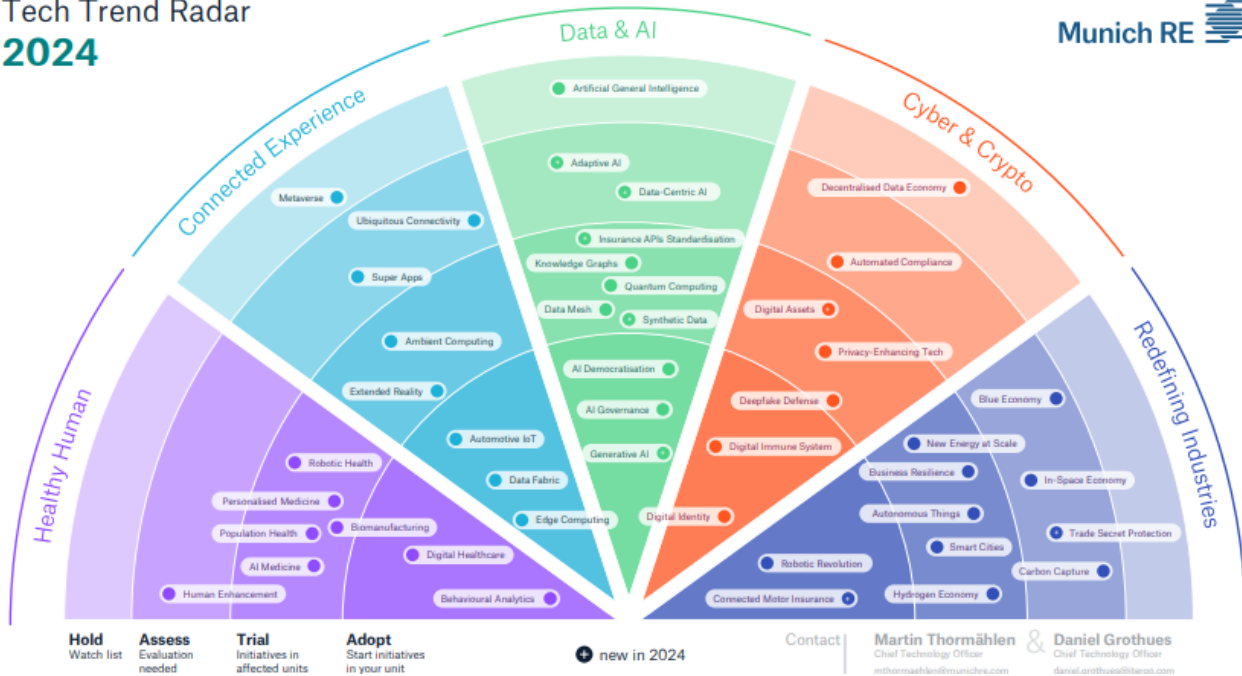 Tech Trend Radar
2024
Munich RE
Data & AI
Connected Experience
Cyber & Crypto
Healthy Human
Redefining Industries
Artificial General Intelligence
Adaptive AI
Data-Centric AI
Insurance APIs Standardisation
Knowledge Graphs
Quantum Computing
Data Mesh
Synthetic Data
AI Democratisation
AI Governance
Generative AI
Metaverse
Ubiquitous Connectivity
Super Apps
Ambient Computing
Extended Reality
Automotive IoT
Data Fabric
Edge Computing
Decentralised Data Economy
Automated Compliance
Digital Assets
Privacy-Enhancing Tech
Deepfake Defense
Digital Immune System
Digital Identity
Robotic Health
Personalised Medicine
Population Health
Biomanufacturing
AI Medicine
Digital Healthcare
Human Enhancement
Behavioural Analytics
Blue Economy
New Energy at Scale
Business Resilience
In-Space Economy
Autonomous Things
Trade Secret Protection
Smart Cities
Robotic Revolution
Carbon Capture
Connected Motor Insurance
Hydrogen Economy
Hold
Watch list
Assess
Evaluation
needed
Trial
Initiatives in
affected units
Adopt
Start initiatives
in your unit
new in 2024
Contact
Martin Thormählen
Chief Technology Officer
mthormaehlen@munichre.com
&
Daniel Grothues
Chief Technology Officer
daniel.grothues@itergo.com